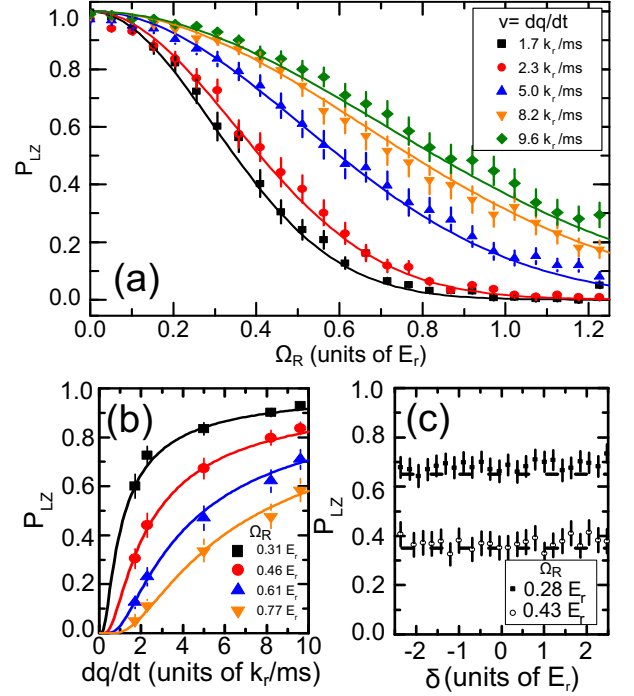 1.0
0.8
0.6
0.4
0.2
0.0
P_LZ
(a)
v= dq/dt
1.7 k_r/ms
2.3 k_r/ms
5.0 k_r/ms
8.2 k_r/ms
9.6 k_r/ms
0.0 0.2 0.4 0.6 0.8 1.0 1.2
Ω_R (units of E_r)
(b)
1.0
0.8
0.6
0.4
0.2
0.0
P_LZ
Ω_R
0.31 E_r
0.46 E_r
0.61 E_r
0.77 E_r
0 2 4 6 8 10
dq/dt (units of k_r/ms)
(c)
1.0
0.8
0.6
0.4
0.2
0.0
P_LZ
Ω_R
0.28 E_r
0.43 E_r
-2 -1 0 1 2
δ (units of E_r)